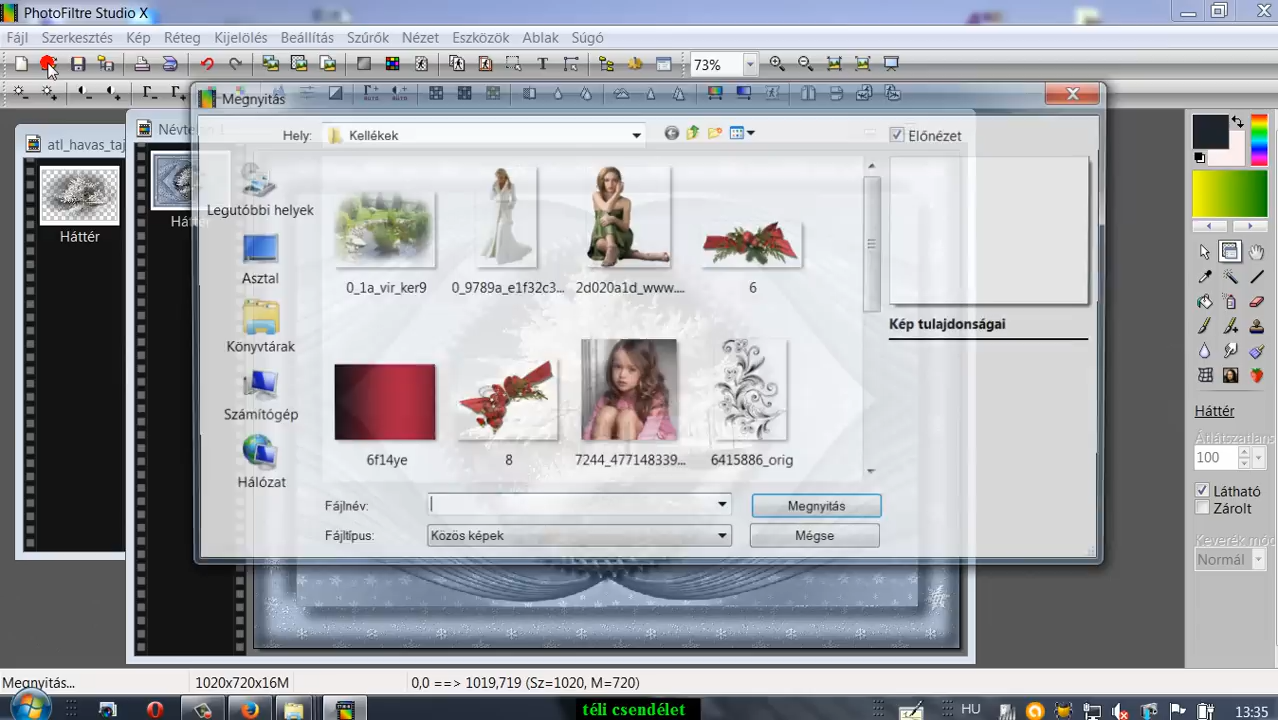 PhotoFiltre Studio X
Fájl Szerkesztés Kép Réteg Kijelölés Beállítás Szűrők Nézet Eszközök Ablak Súgó
73%
Megnyitás
Hely: Kellékek
Előnézet
atl_havas_taj
Háttér
Legutóbbi helyek
Asztal
Könyvtárak
Számítógép
Hálózat
0_1a_vir_ker9 0_9789a_e1f32c3... 2d020a1d_www.... 6
6f14ye 8 7244_477148339... 6415886_orig
Kép tulajdonságai
Fájlnév:
Megnyitás
Fájltípus: Közös képek
Mégse
Háttér
Átlátszatlans
100
Látható
Zárolt
Keverék mód
Normál
Megnyitás... 1020x720x16M 0,0 ==> 1019,719 (Sz=1020, M=720)
téli csendélet
HU
13:35